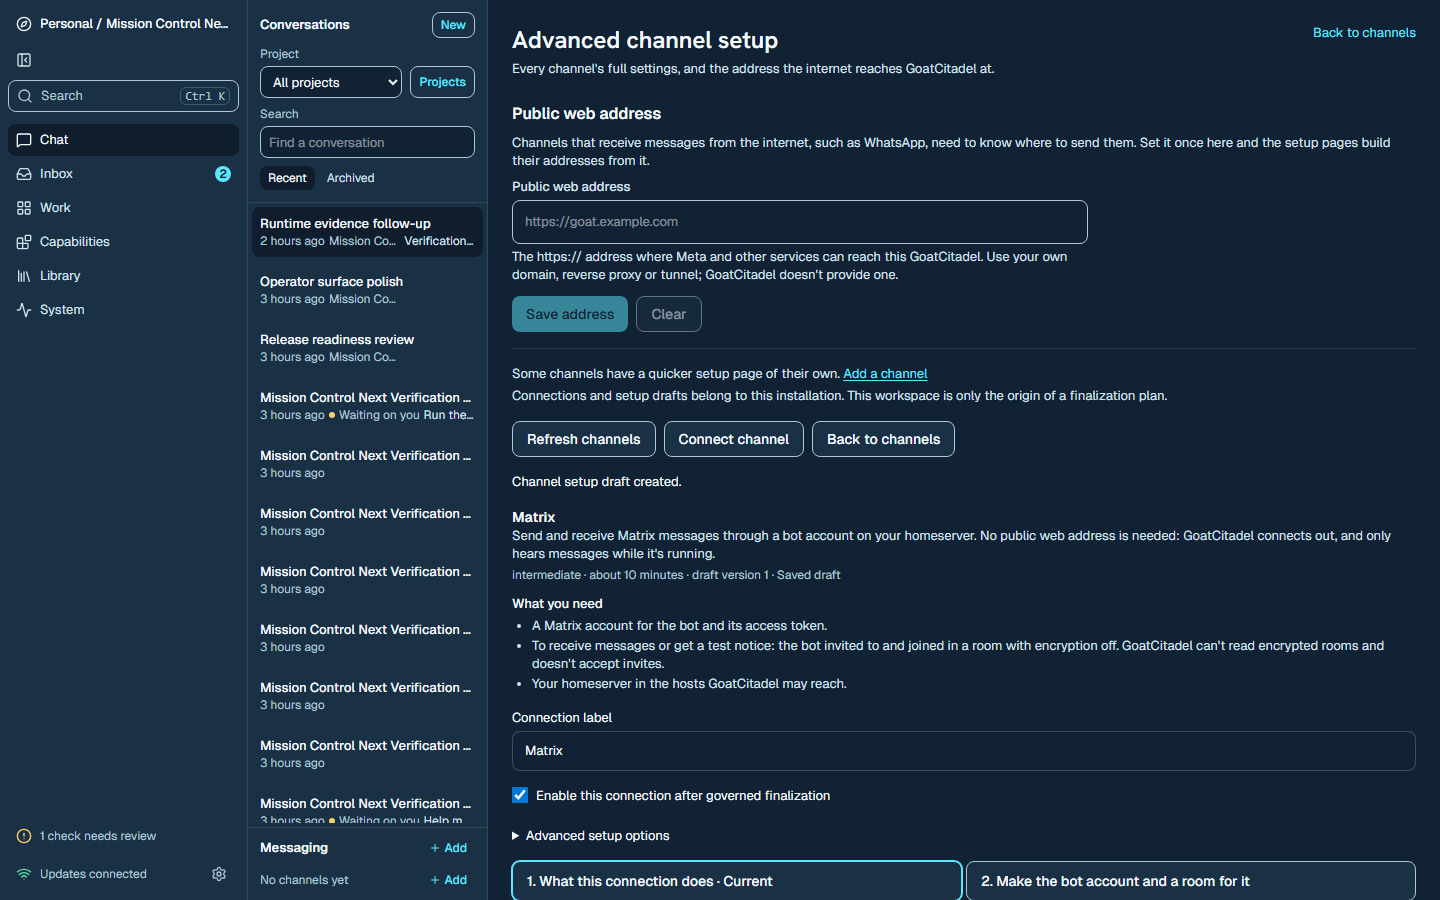 Personal / Mission Control Ne...
Search
Ctrl K
Chat
Inbox
2
Work
Capabilities
Library
System
1 check needs review
Updates connected
Conversations
New
Project
All projects
Projects
Search
Find a conversation
Recent
Archived
Runtime evidence follow-up
2 hours ago Mission Co... Verification...
Operator surface polish
3 hours ago Mission Co...
Release readiness review
3 hours ago Mission Co...
Mission Control Next Verification ...
3 hours ago Waiting on you Run the...
Mission Control Next Verification ...
3 hours ago
Mission Control Next Verification ...
3 hours ago
Mission Control Next Verification ...
3 hours ago
Mission Control Next Verification ...
3 hours ago
Mission Control Next Verification ...
3 hours ago
Mission Control Next Verification ...
3 hours ago
Mission Control Next Verification ...
3 hours ago Waiting on you Help m...
Messaging
+ Add
No channels yet
+ Add
Advanced channel setup
Back to channels
Every channel's full settings, and the address the internet reaches GoatCitadel at.
Public web address
Channels that receive messages from the internet, such as WhatsApp, need to know where to send them. Set it once here and the setup pages build
their addresses from it.
Public web address
https://goat.example.com
The https:// address where Meta and other services can reach this GoatCitadel. Use your own
domain, reverse proxy or tunnel; GoatCitadel doesn't provide one.
Save address
Clear
Some channels have a quicker setup page of their own. Add a channel
Connections and setup drafts belong to this installation. This workspace is only the origin of a finalization plan.
Refresh channels
Connect channel
Back to channels
Channel setup draft created.
Matrix
Send and receive Matrix messages through a bot account on your homeserver. No public web address is needed: GoatCitadel connects out, and only
hears messages while it's running.
intermediate · about 10 minutes · draft version 1 · Saved draft
What you need
• A Matrix account for the bot and its access token.
• To receive messages or get a test notice: the bot invited to and joined in a room with encryption off. GoatCitadel can't read encrypted rooms and
doesn't accept invites.
• Your homeserver in the hosts GoatCitadel may reach.
Connection label
Matrix
Enable this connection after governed finalization
Advanced setup options
1. What this connection does · Current
2. Make the bot account and a room for it